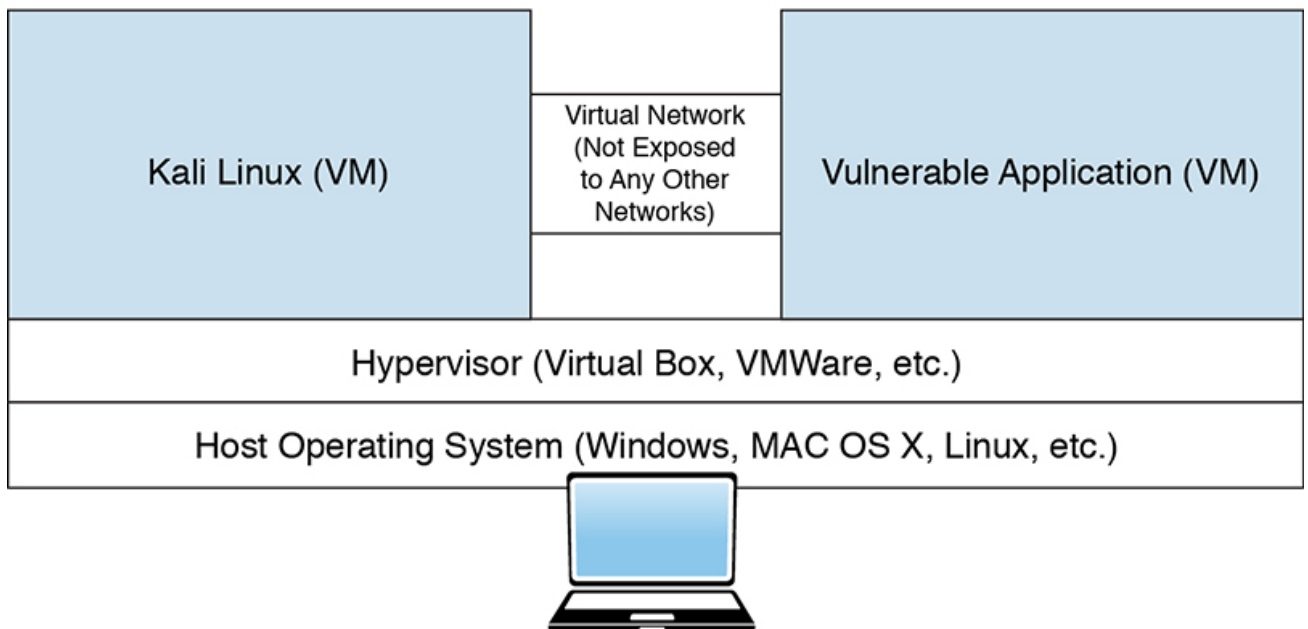 Kali Linux (VM)
Virtual Network
(Not Exposed
to Any Other
Networks)
Vulnerable Application (VM)
Hypervisor (Virtual Box, VMWare, etc.)
Host Operating System (Windows, MAC OS X, Linux, etc.)